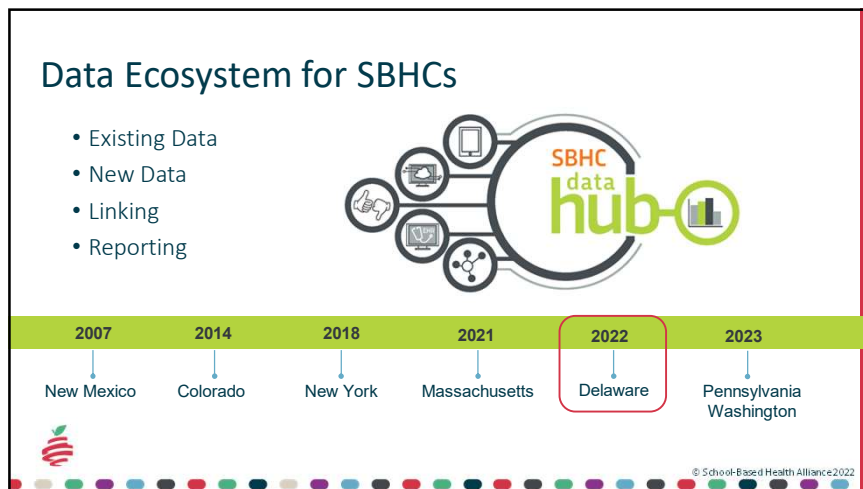 Data Ecosystem for SBHCs
• Existing Data
• New Data
• Linking
• Reporting
SBHC
data
hub
EHR
2007 2014 2018 2021 2022 2023
New Mexico Colorado New York Massachusetts Delaware Pennsylvania
Washington
© School-Based Health Alliance 2022